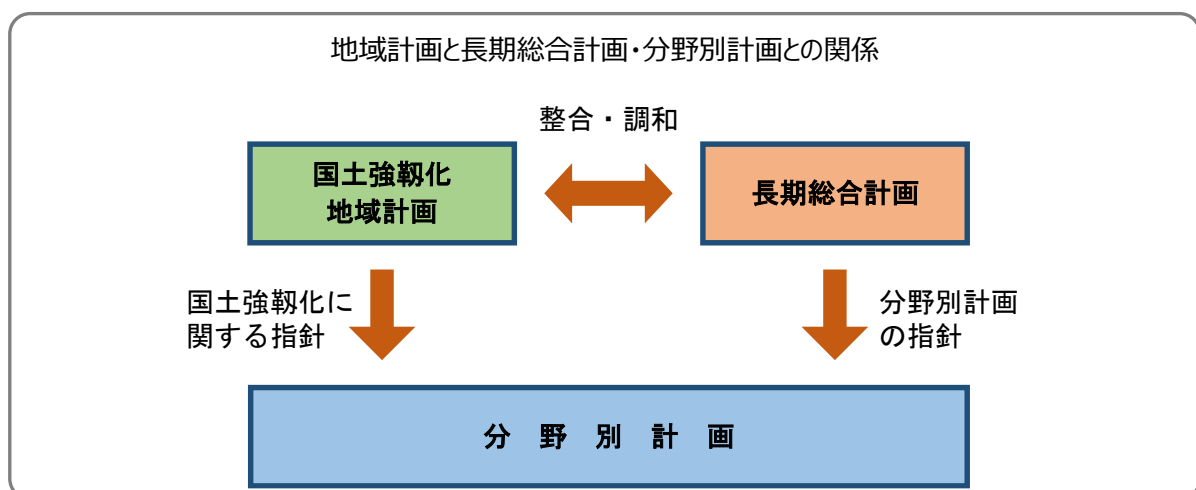 地域計画と長期総合計画・分野別計画との関係
整合・調和
国土強靱化
地域計画
長期総合計画
国土強靱化に
関する指針
分野別計画
の指針
分野別計画